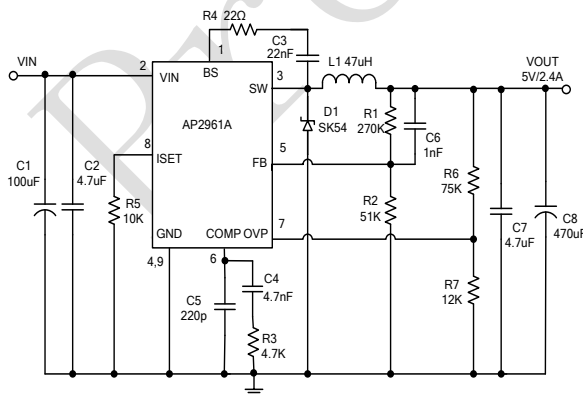 R4 22Ω
C3
22nF
1
BS
L1 47uH
VIN
2
VIN
SW
3
VOUT
5V/2.4A
D1
SK54
R1
270K
C6
1nF
AP2961A
8
ISET
5
FB
C1
100uF
C2
4.7uF
R5
10K
R6
75K
R2
51K
C7
4.7uF
C8
470uF
GND
COMP OVP
7
4,9
6
C4
4.7nF
C5
220p
R3
4.7K
R7
12K